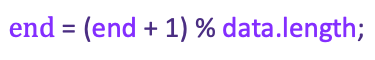 end = (end + 1) % data.length;